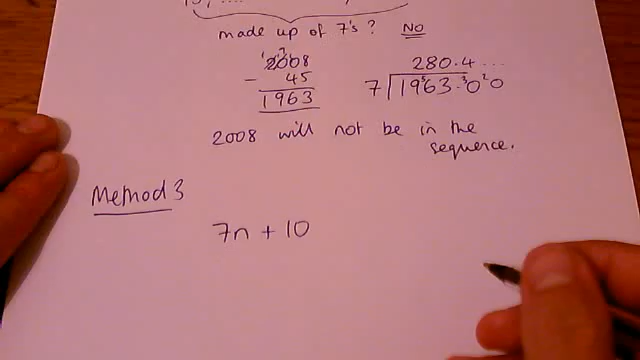 made up of 7's? No
2008
- 45
1963
280.4 ....
7 1963.00
2008 will not be in the
sequence.
Method 3
7n + 10